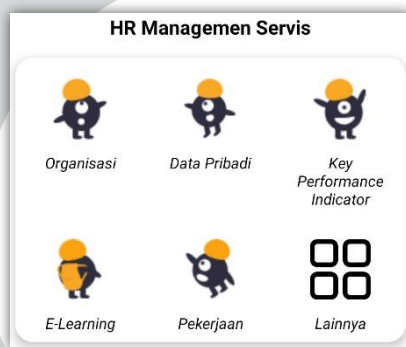 HR Managemen Servis
Organisasi
Data Pribadi
Key
Performance
Indicator
E-Learning
Pekerjaan
Lainnya